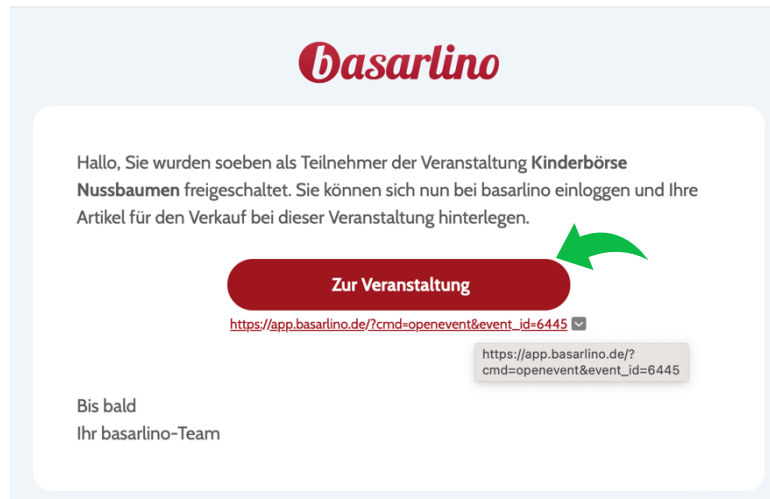 basarlino
Hallo, Sie wurden soeben als Teilnehmer der Veranstaltung Kinderbörse
Nussbaumen freigeschaltet. Sie können sich nun bei basarlino einloggen und Ihre
Artikel für den Verkauf bei dieser Veranstaltung hinterlegen.
Zur Veranstaltung
https://app.basarlino.de/?cmd=openevent&event_id=6445
https://app.basarlino.de/?
cmd=openevent&event_id=6445
Bis bald
Ihr basarlino-Team